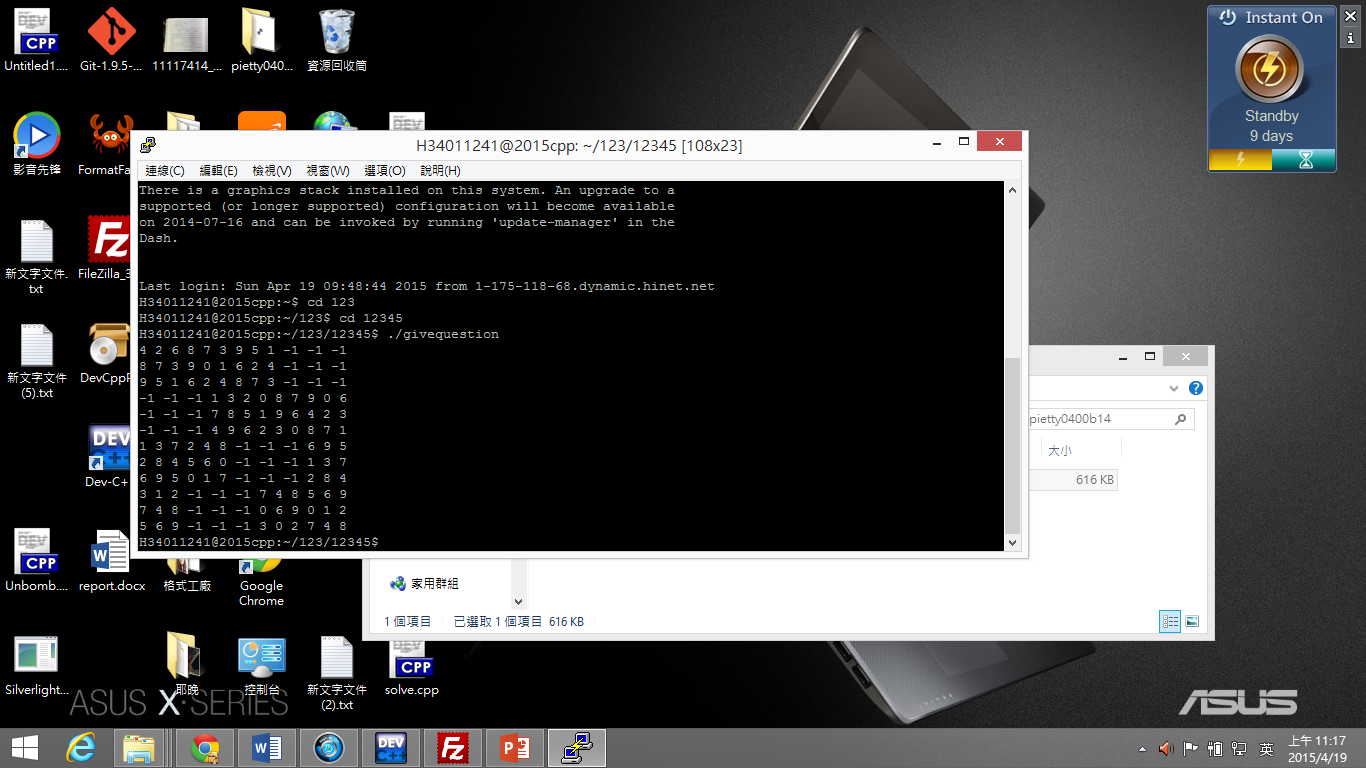 Untitled1....
Git-1.9.5-...
11117414_...
pietty040...
資源回收筒
影音先锋
FormatFa
新文字文件.
txt
FileZilla_3
新文字文件
(5).txt
DevCppP
Dev-C+
Unbomb....
report.docx
格式工廠
Google
Chrome
Silverlight...
耶晚
控制台
新文字文件
(2).txt
solve.cpp
ASUS X-SERIES
Instant On
Standby
9 days
H34011241@2015cpp: ~/123/12345 [108x23]
連線(C) 編輯(E) 檢視(V) 視窗(W) 選項(O) 說明(H)
There is a graphics stack installed on this system. An upgrade to a
supported (or longer supported) configuration will become available
on 2014-07-16 and can be invoked by running 'update-manager' in the
Dash.
Last login: Sun Apr 19 09:48:44 2015 from 1-175-118-68.dynamic.hinet.net
H34011241@2015cpp:~$ cd 123
H34011241@2015cpp:~/123$ cd 12345
H34011241@2015cpp:~/123/12345$ ./givequestion
4 2 6 8 7 3 9 5 1 -1 -1 -1
8 7 3 9 0 1 6 2 4 -1 -1 -1
9 5 1 6 2 4 8 7 3 -1 -1 -1
-1 -1 -1 1 3 2 0 8 7 9 0 6
-1 -1 -1 7 8 5 1 9 6 4 2 3
-1 -1 -1 4 9 6 2 3 0 8 7 1
1 3 7 2 4 8 -1 -1 -1 6 9 5
2 8 4 5 6 0 -1 -1 -1 1 3 7
6 9 5 0 1 7 -1 -1 -1 2 8 4
3 1 2 -1 -1 -1 7 4 8 5 6 9
7 4 8 -1 -1 -1 0 6 9 0 1 2
5 6 9 -1 -1 -1 3 0 2 7 4 8
H34011241@2015cpp:~/123/12345$
pietty0400b14
大小
616 KB
家用群組
1 個項目 已選取 1 個項目 616 KB
ASUS
英
上午 11:17
2015/4/19